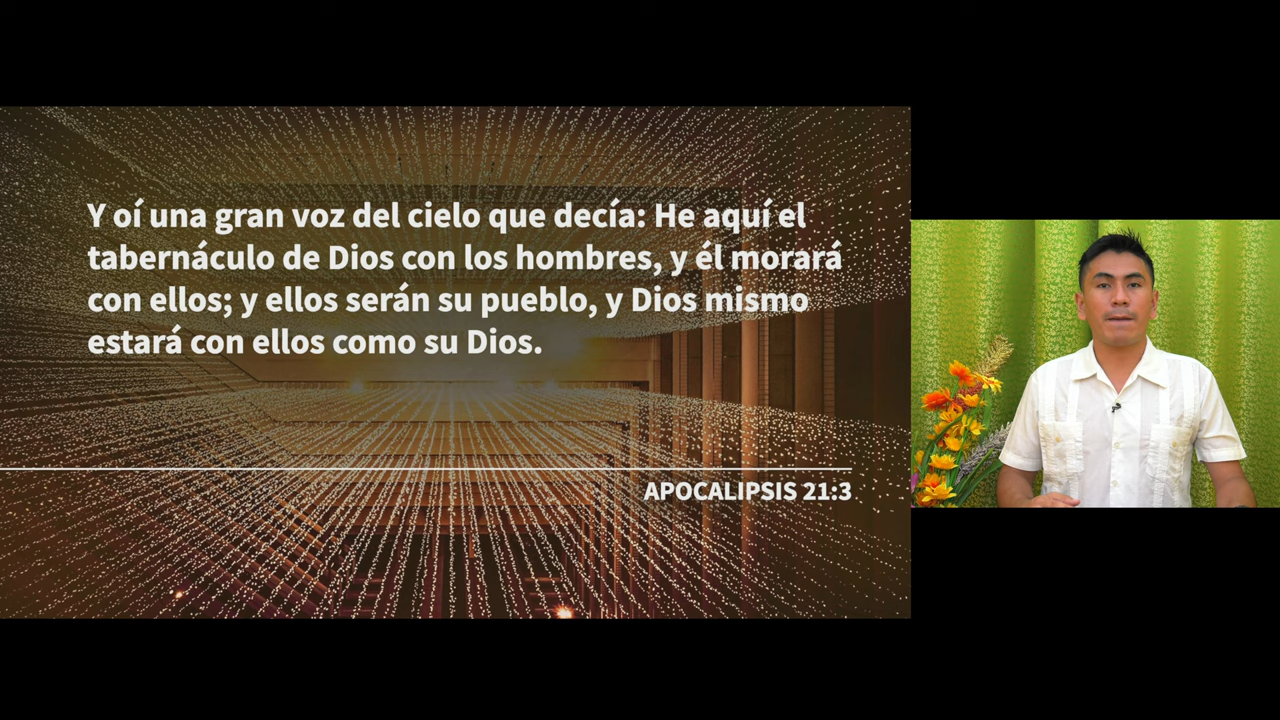 Y oí una gran voz del cielo que decía: He aquí el
tabernáculo de Dios con los hombres, y él morará
con ellos; y ellos serán su pueblo, y Dios mismo
estará con ellos como su Dios.
APOCALIPSIS 21:3